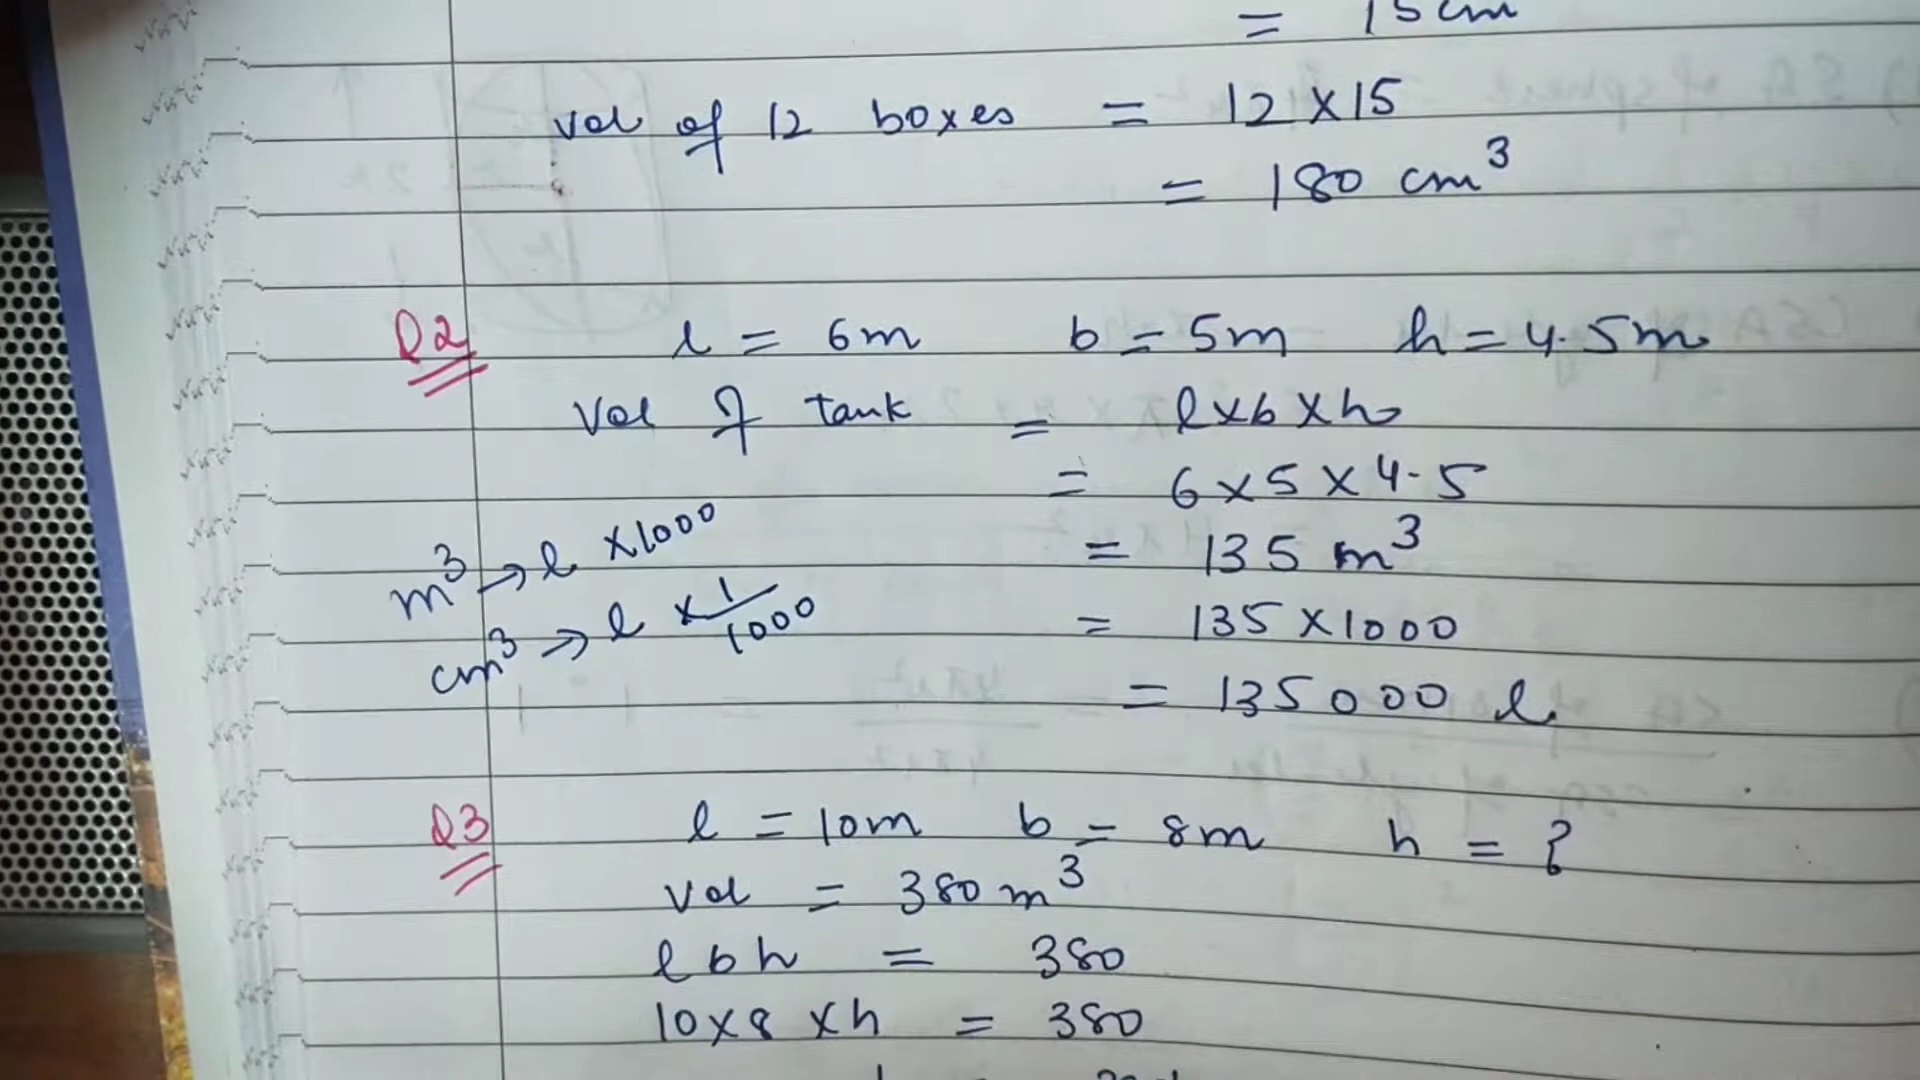 = 15 cm
vol of 12 boxes = 12 × 15
= 180 cm³
Q2 l = 6m b = 5m h = 4.5m
Vol of tank = l×b×h
= 6×5×4.5
m³ → l ×1000
= 135 m³
cm³ → l × 1/1000
= 135×1000
= 135000 l
Q3 l = 10m b = 8m h = ?
Vol = 380 m³
l b h = 380
10×8 ×h = 380